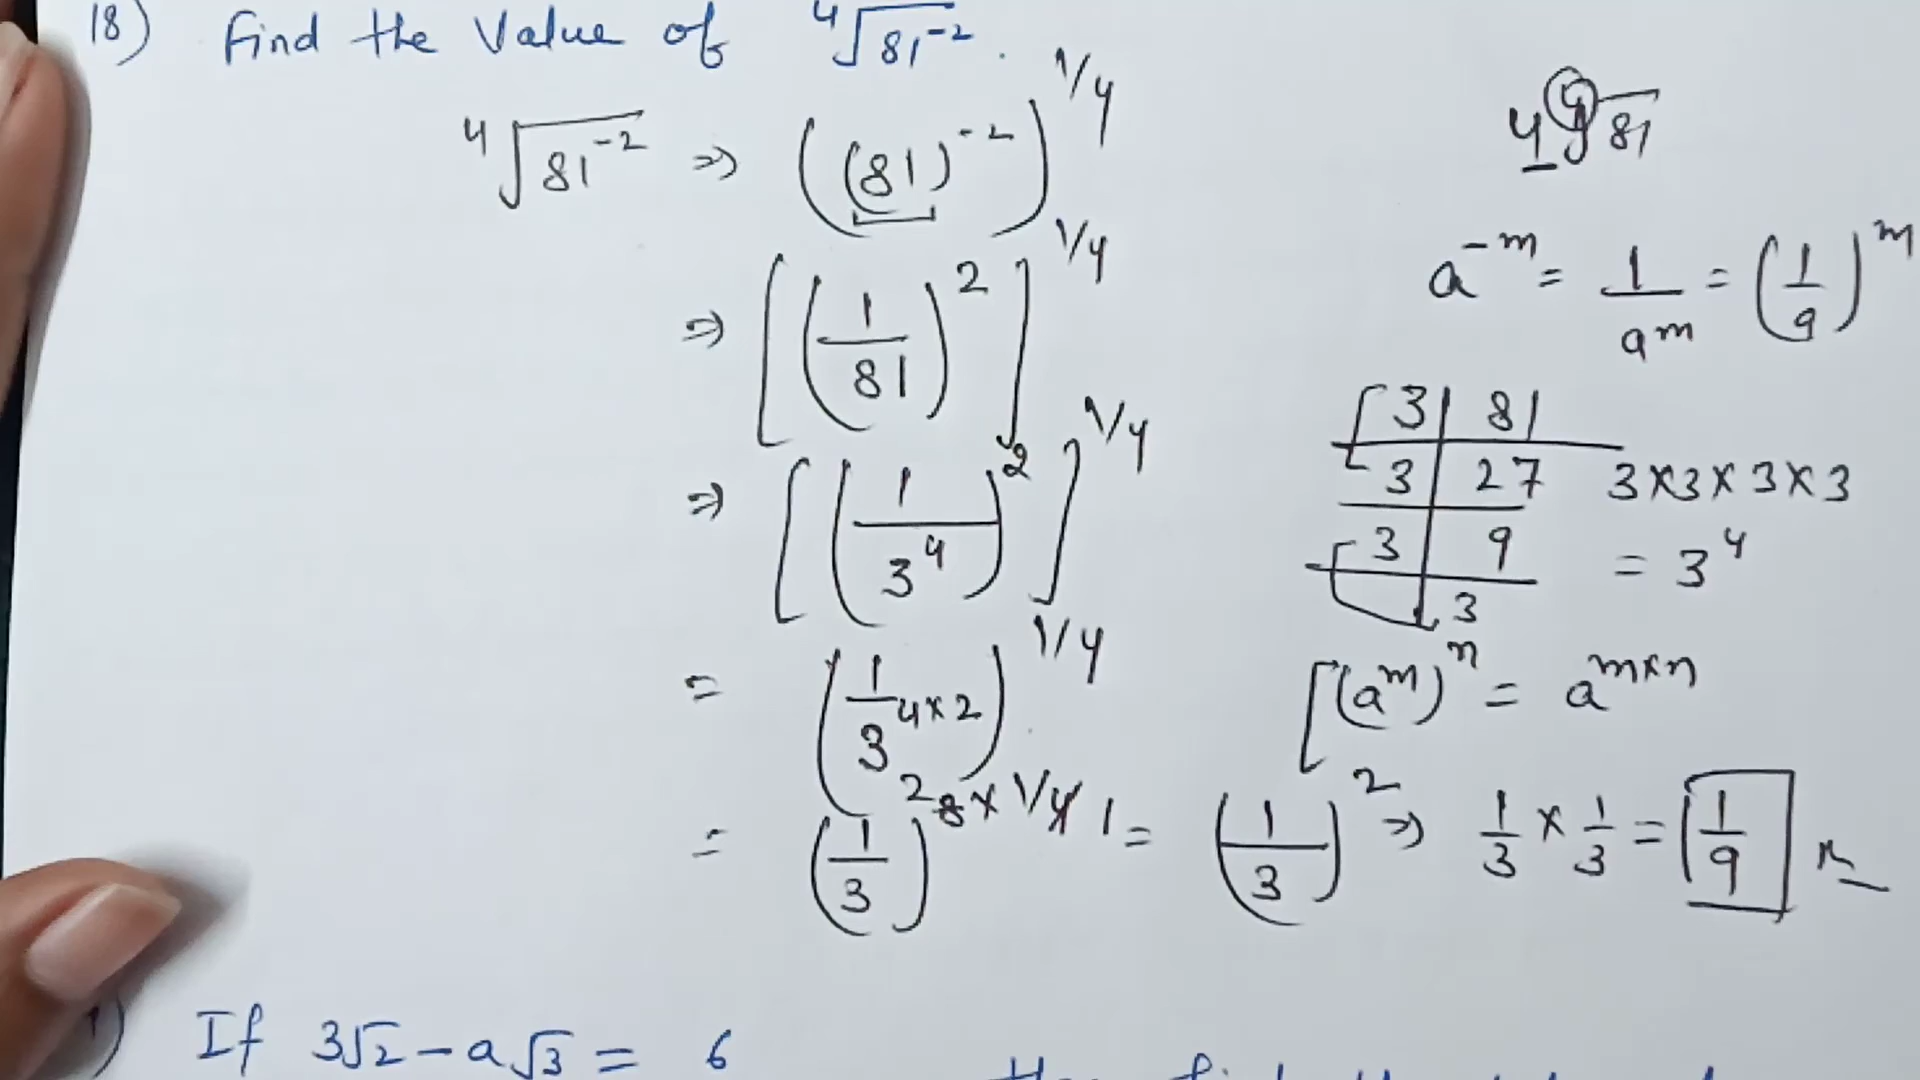 18) Find the Value of ⁴√81⁻² .
⁴√81⁻² ⇒ ((81)⁻²)^1/4
4 ⁴√81
⇒ [(1/81)²]^1/4
a⁻ᵐ = 1/aᵐ = (1/a)ᵐ
⇒ [(1/3⁴)²]^1/4
3 | 81
3 | 27
3 | 9
3
3×3×3×3
= 3⁴
= (1/3^4×2)^1/4
[(aᵐ)ⁿ = a^m×n
= (1/3)^8×1/4 2 1 = (1/3)² ⇒ 1/3 × 1/3 = 1/9
If 3√2 - a√3 = 6